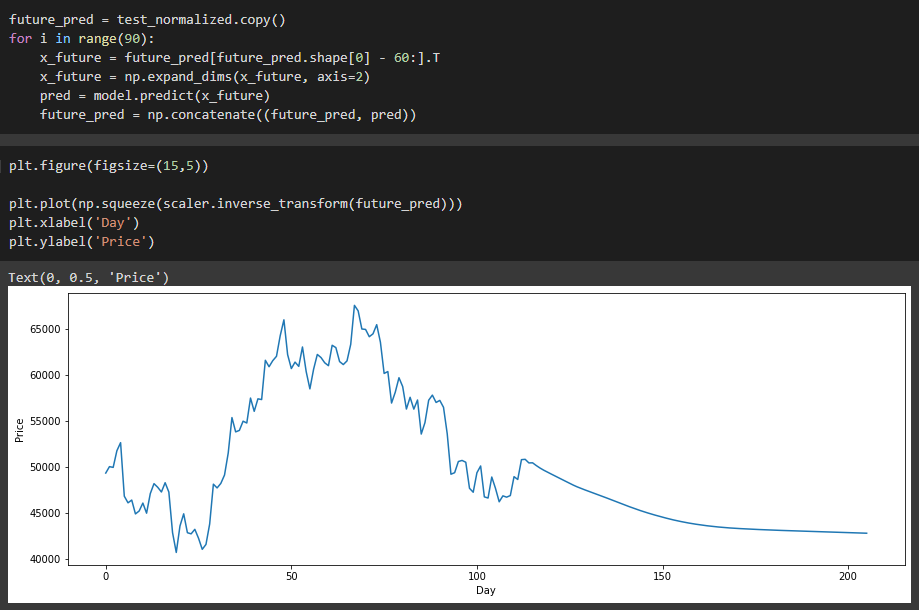 future_pred = test_normalized.copy()
for i in range(90):
    x_future = future_pred[future_pred.shape[0] - 60:].T
    x_future = np.expand_dims(x_future, axis=2)
    pred = model.predict(x_future)
    future_pred = np.concatenate((future_pred, pred))
plt.figure(figsize=(15,5))
plt.plot(np.squeeze(scaler.inverse_transform(future_pred)))
plt.xlabel('Day')
plt.ylabel('Price')
Text(0, 0.5, 'Price')
65000
60000
55000
50000
45000
40000
Price
0 50 100 150 200
Day